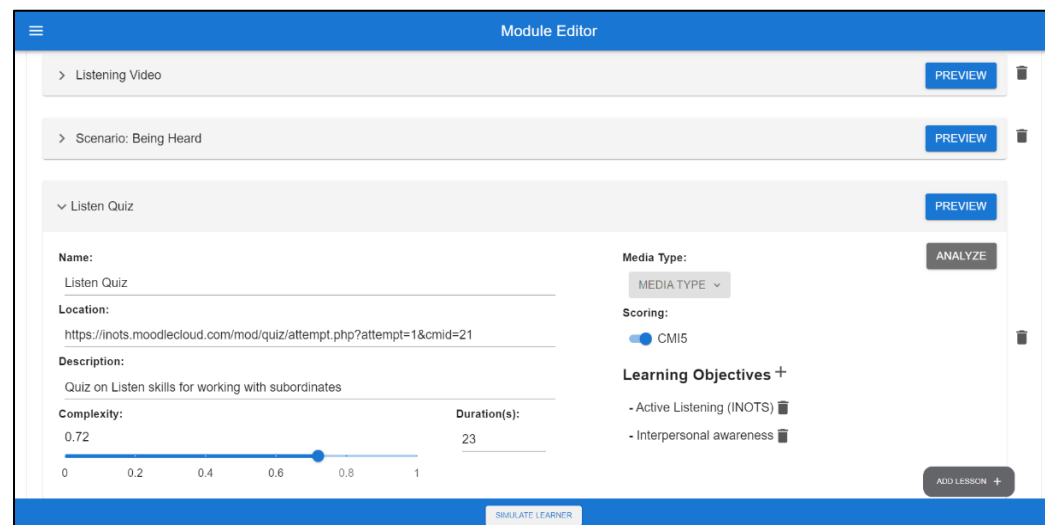 Module Editor
Listening Video
PREVIEW
Scenario: Being Heard
PREVIEW
Listen Quiz
PREVIEW
ANALYZE
Name:
Listen Quiz
Location:
https://inots.moodlecloud.com/mod/quiz/attempt.php?attempt=1&cmid=21
Description:
Quiz on Listen skills for working with subordinates
Complexity:
0.72
0 0.2 0.4 0.6 0.8 1
Duration(s):
23
Media Type:
MEDIA TYPE
Scoring:
CMI5
Learning Objectives +
- Active Listening (INOTS)
- Interpersonal awareness
ADD LESSON +
SIMULATE LEARNER